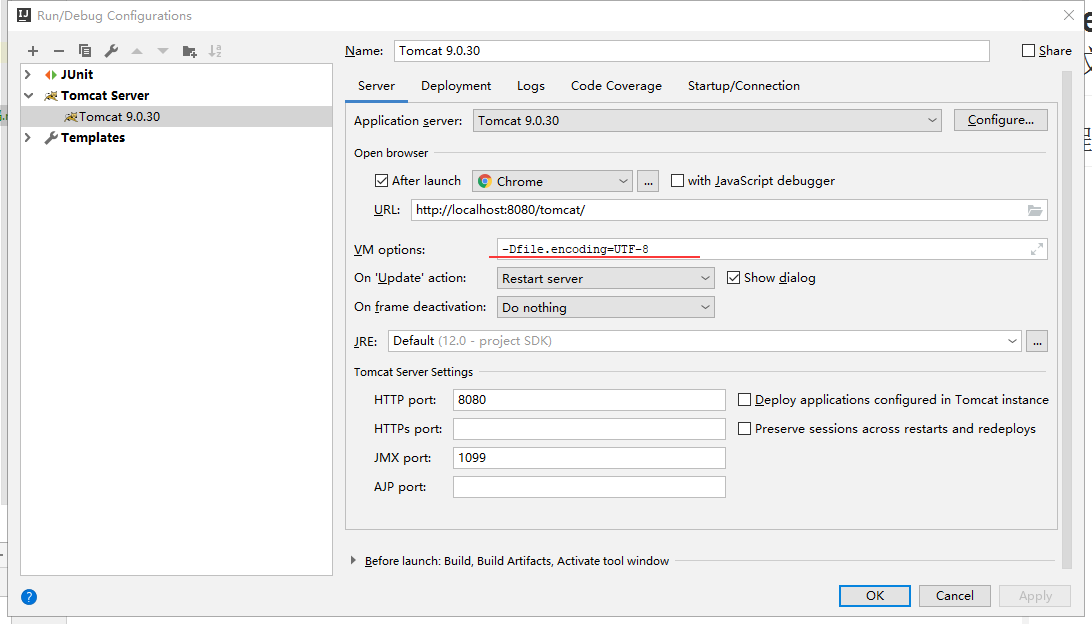 Run/Debug Configurations
Name: Tomcat 9.0.30 Share
JUnit
Tomcat Server
Tomcat 9.0.30
Templates
Server Deployment Logs Code Coverage Startup/Connection
Application server: Tomcat 9.0.30 Configure...
Open browser
After launch Chrome ... with JavaScript debugger
URL: http://localhost:8080/tomcat/
VM options: -Dfile.encoding=UTF-8
On 'Update' action: Restart server Show dialog
On frame deactivation: Do nothing
JRE: Default (12.0 - project SDK) ...
Tomcat Server Settings
HTTP port: 8080 Deploy applications configured in Tomcat instance
HTTPs port: Preserve sessions across restarts and redeploys
JMX port: 1099
AJP port:
Before launch: Build, Build Artifacts, Activate tool window
? OK Cancel Apply